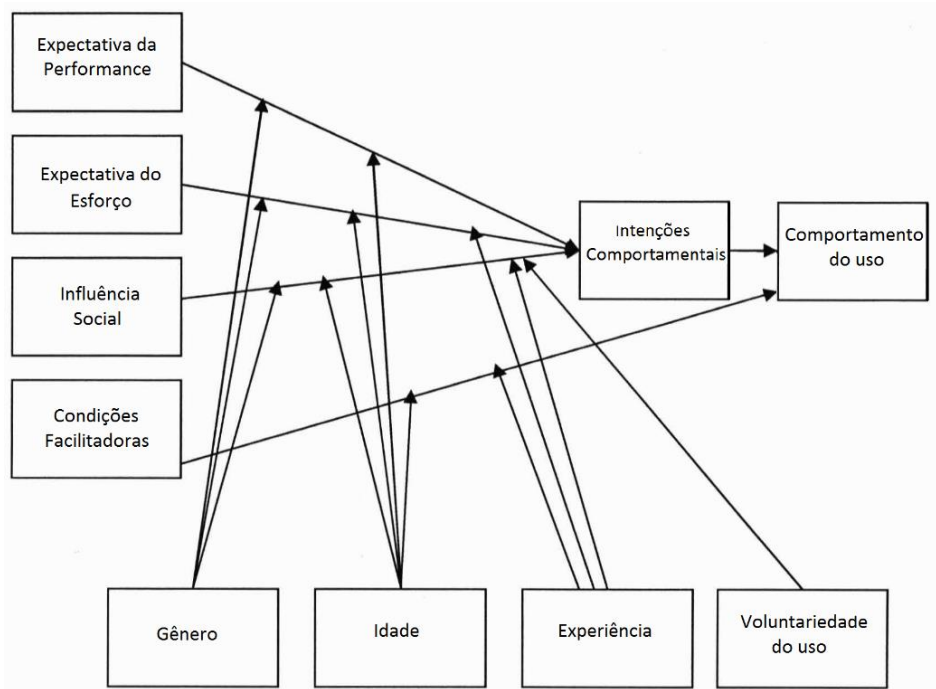 Expectativa da
Performance
Expectativa do
Esforço
Influência
Social
Condições
Facilitadoras
Intenções
Comportamentais
Comportamento
do uso
Gênero
Idade
Experiência
Voluntariedade
do uso